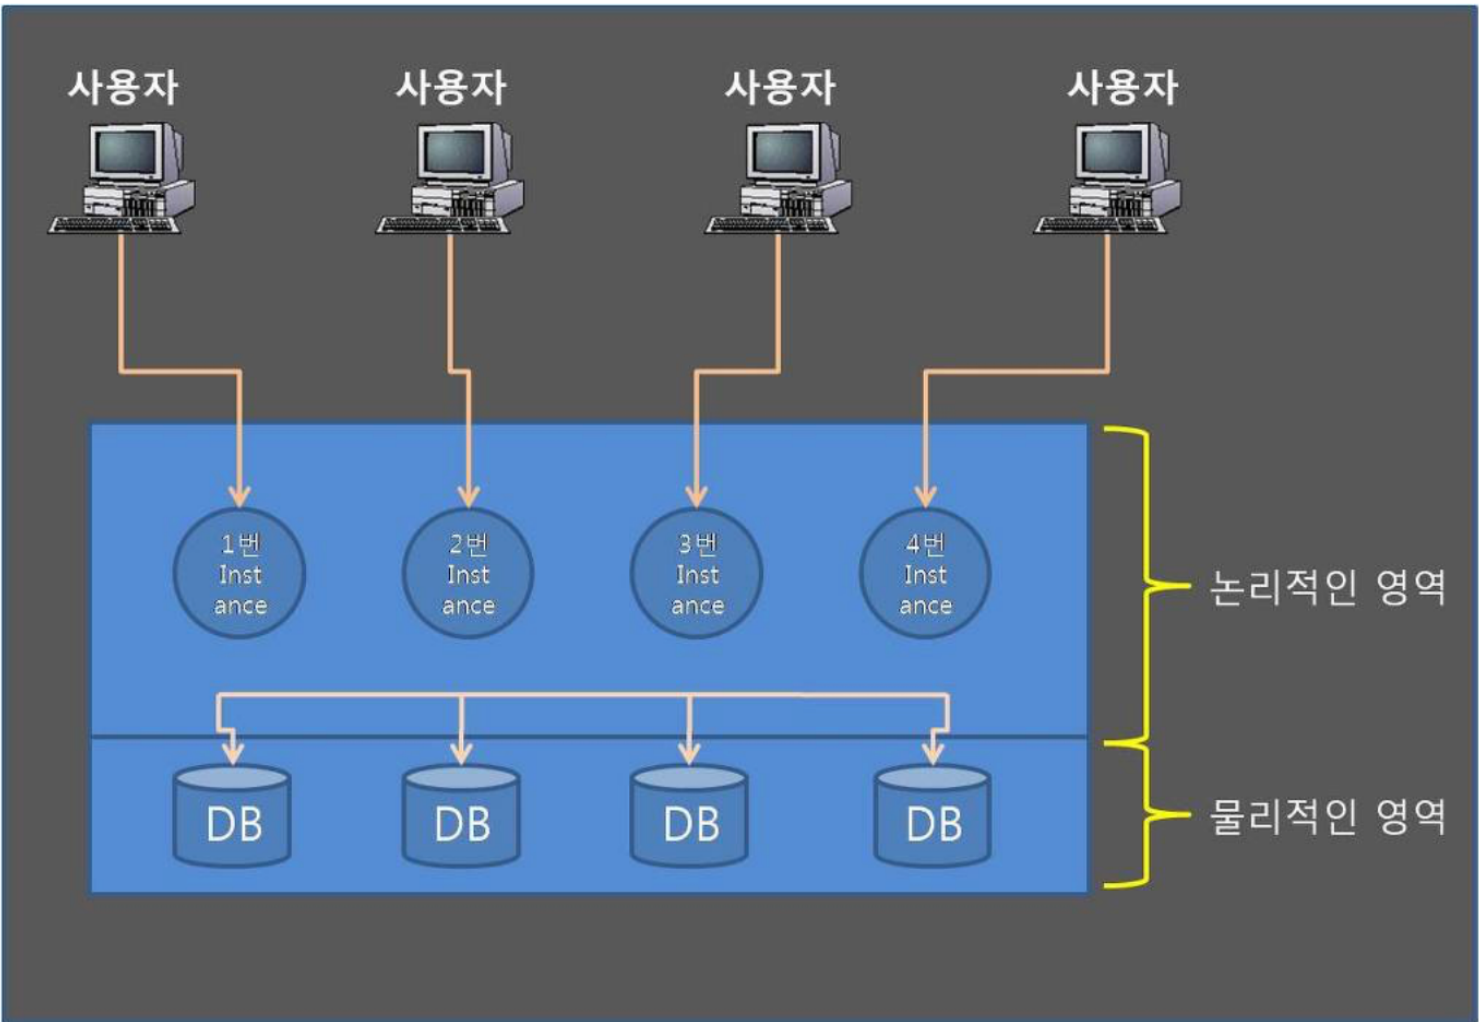 사용자 사용자 사용자 사용자
1번
Inst
ance
2번
Inst
ance
3번
Inst
ance
4번
Inst
ance
논리적인 영역
DB DB DB DB
물리적인 영역